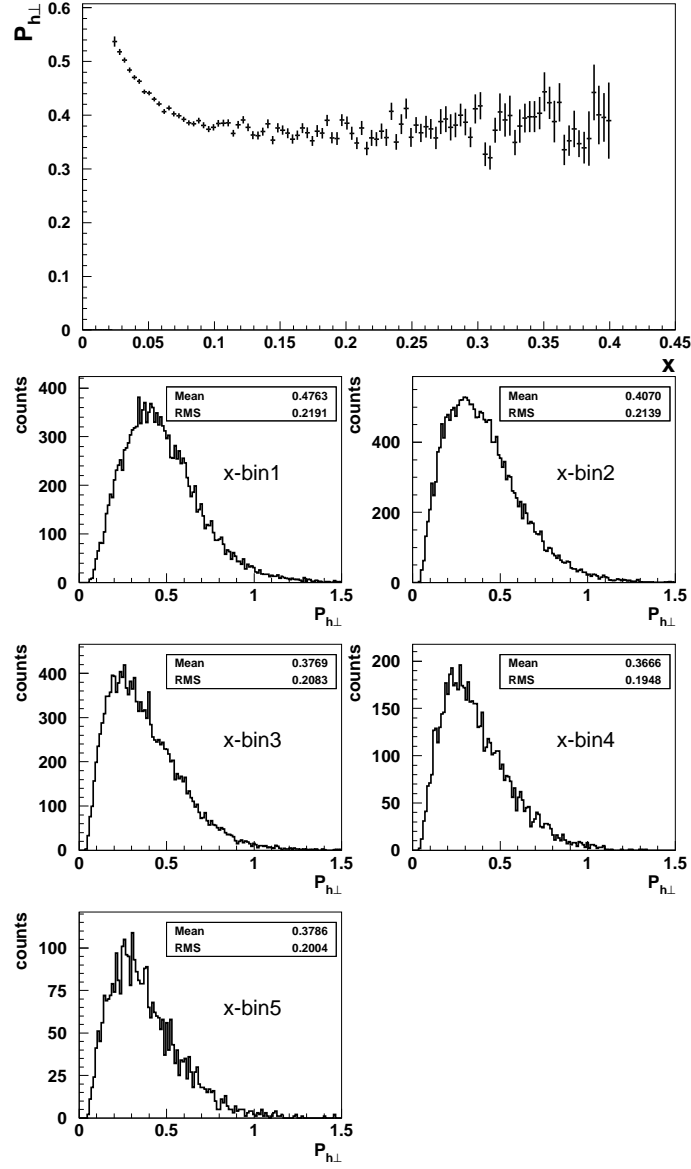 P_h⊥
0.6
0.5
0.4
0.3
0.2
0.1
0
0 0.05 0.1 0.15 0.2 0.25 0.3 0.35 0.4 0.45
x
counts
400
300
200
100
0
Mean 0.4763
RMS 0.2191
x-bin1
0 0.5 1 1.5
P_h⊥
counts
400
200
0
Mean 0.4070
RMS 0.2139
x-bin2
0 0.5 1 1.5
P_h⊥
counts
400
300
200
100
0
Mean 0.3769
RMS 0.2083
x-bin3
0 0.5 1 1.5
P_h⊥
counts
200
150
100
50
0
Mean 0.3666
RMS 0.1948
x-bin4
0 0.5 1 1.5
P_h⊥
counts
100
75
50
25
0
Mean 0.3786
RMS 0.2004
x-bin5
0 0.5 1 1.5
P_h⊥